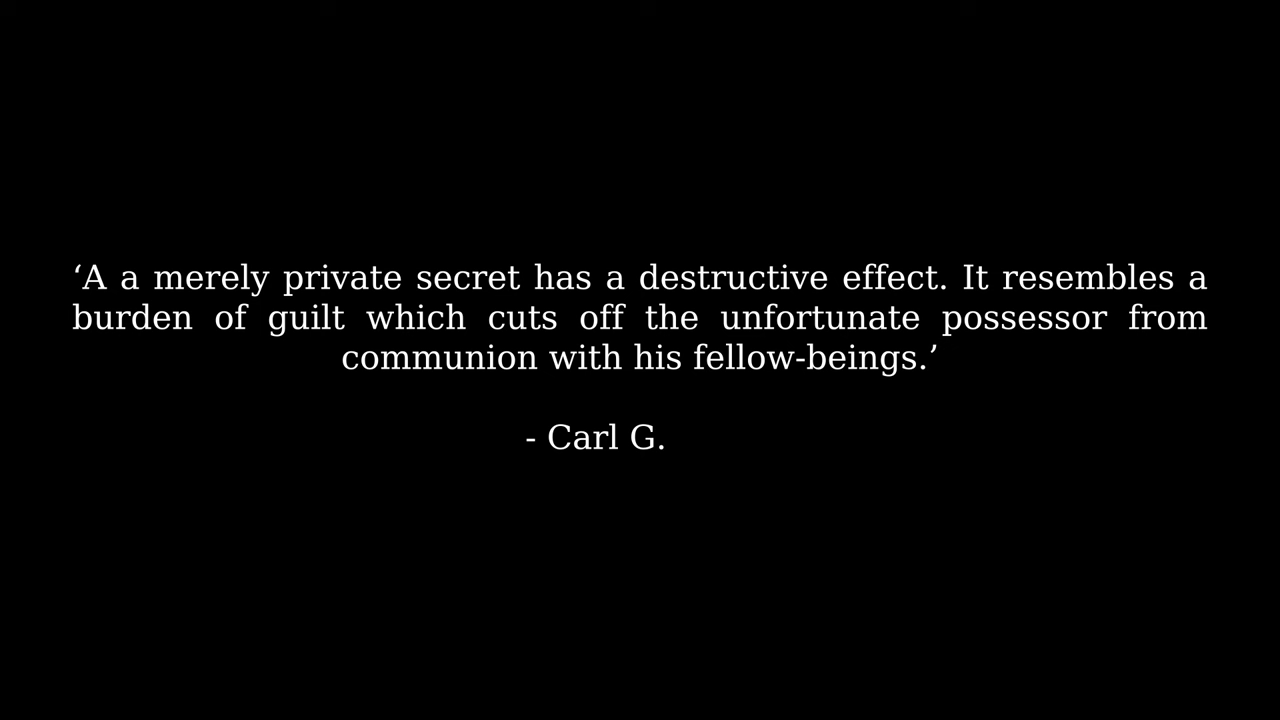 ‘A a merely private secret has a destructive effect. It resembles a
burden of guilt which cuts off the unfortunate possessor from
communion with his fellow-beings.’
- Carl G.